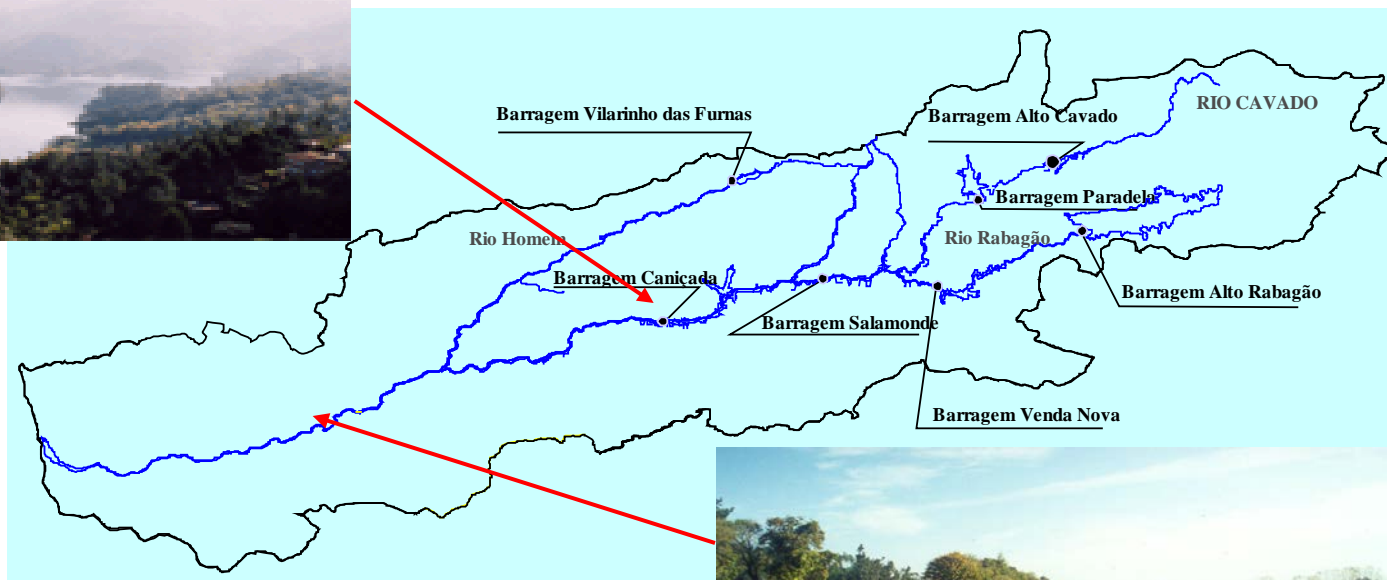 RIO CAVADO
Barragem Vilarinho das Furnas
Barragem Alto Cavado
Barragem Paradela
Rio Homem
Rio Rabagão
Barragem Caniçada
Barragem Alto Rabagão
Barragem Salamonde
Barragem Venda Nova